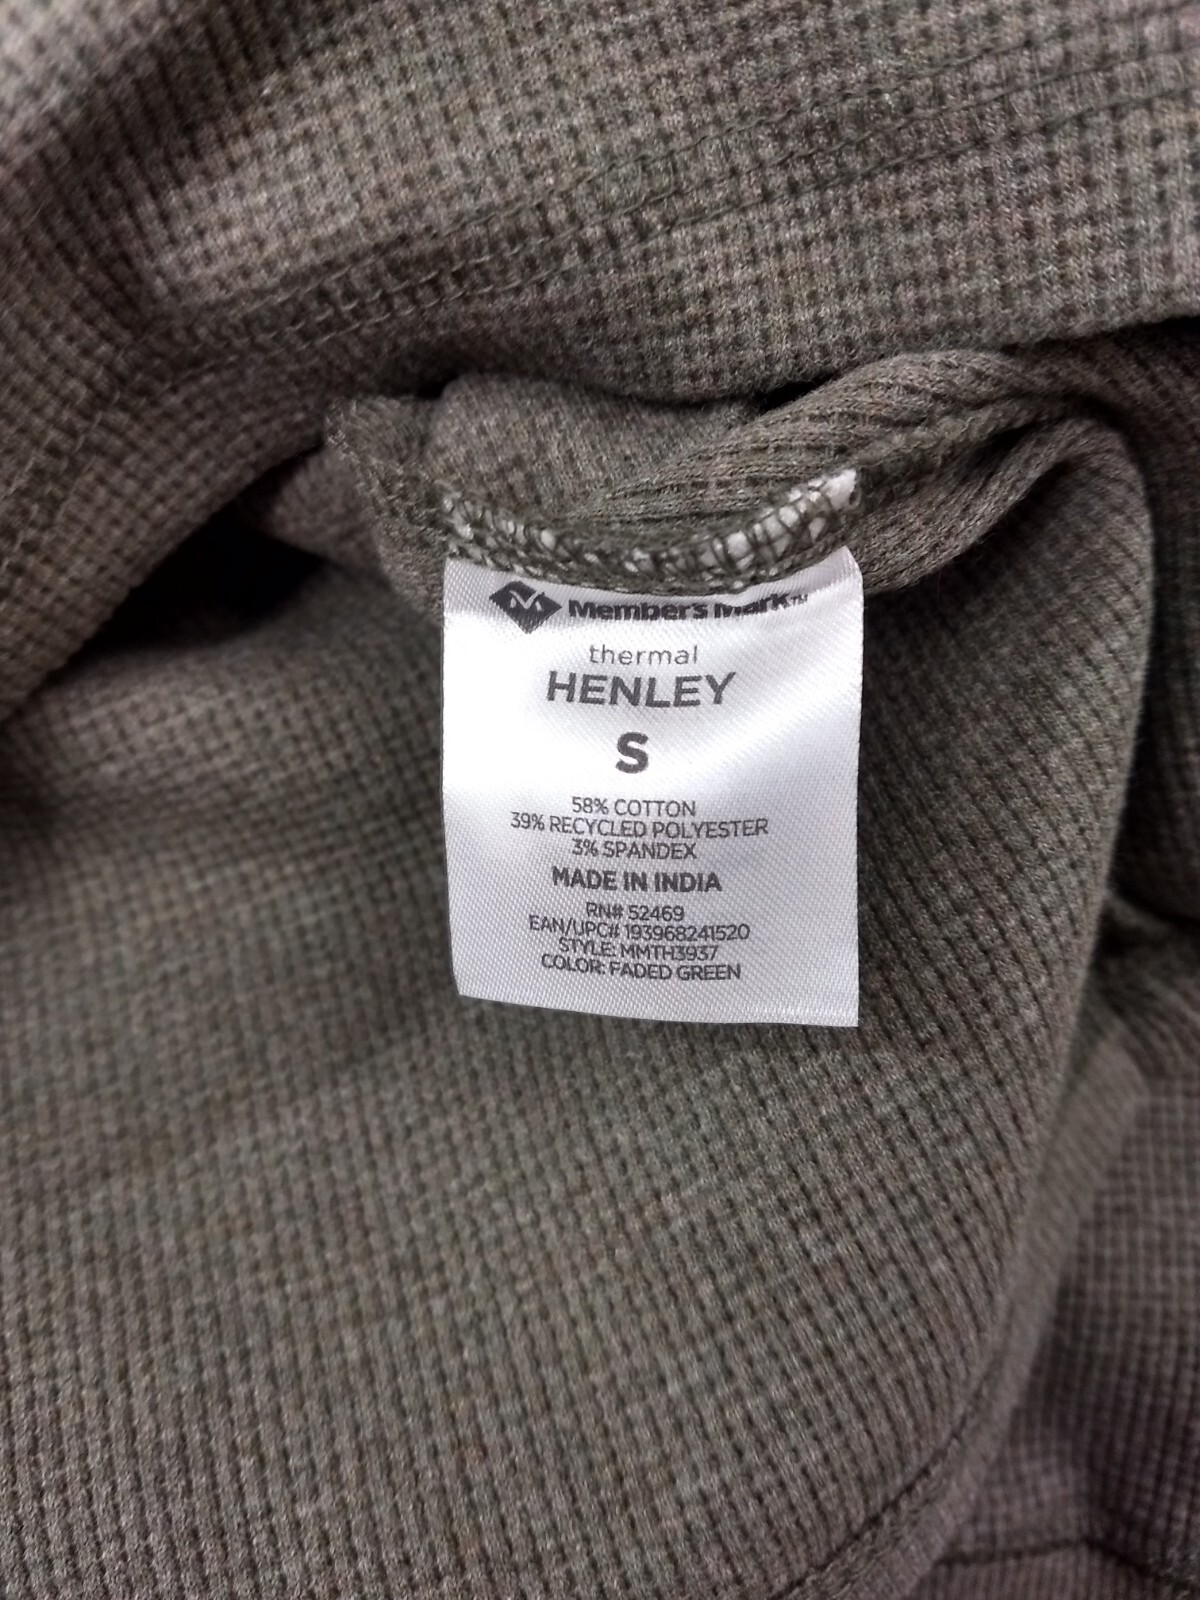 Member's Mark™
thermal
HENLEY
S
58% COTTON
39% RECYCLED POLYESTER
3% SPANDEX
MADE IN INDIA
RN# 52469
EAN/UPC# 193968241520
STYLE: MMTH3937
COLOR: FADED GREEN